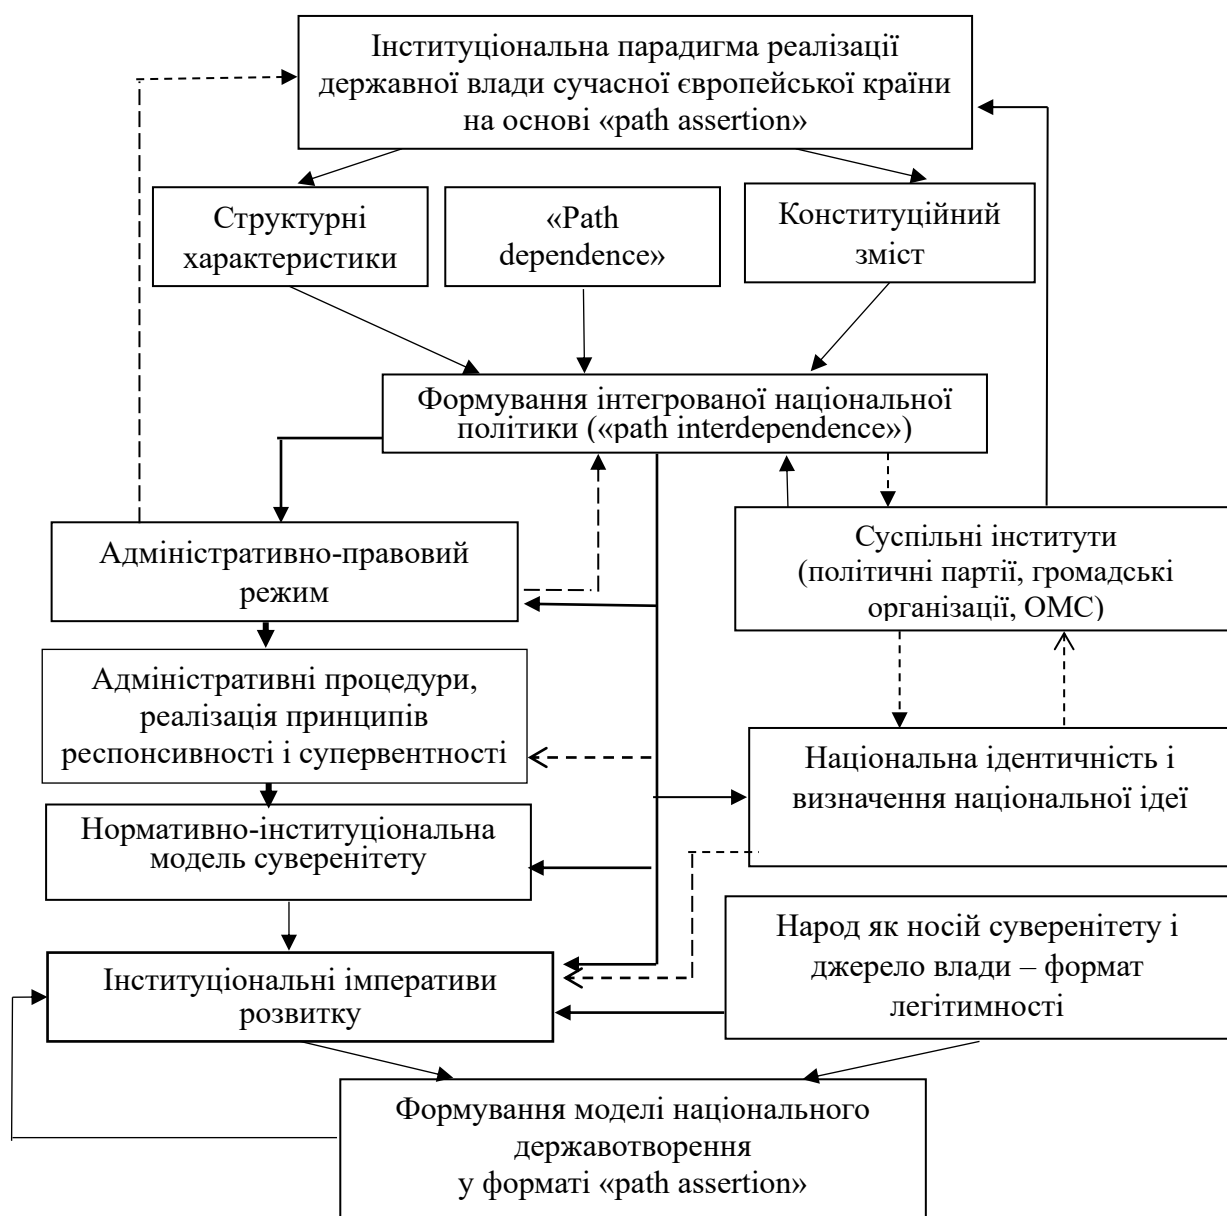 Інституціональна парадигма реалізації
державної влади сучасної європейської країни
на основі «path assertion»
Структурні
характеристики
«Path
dependence»
Конституційний
зміст
Формування інтегрованої національної
політики («path interdependence»)
Адміністративно-правовий
режим
Суспільні інститути
(політичні партії, громадські
організації, ОМС)
Адміністративні процедури,
реалізація принципів
респонсивності і супервентності
Національна ідентичність і
визначення національної ідеї
Нормативно-інституціональна
модель суверенітету
Народ як носій суверенітету і
джерело влади – формат
легітимності
Інституціональні імперативи
розвитку
Формування моделі національного
державотворення
у форматі «path assertion»